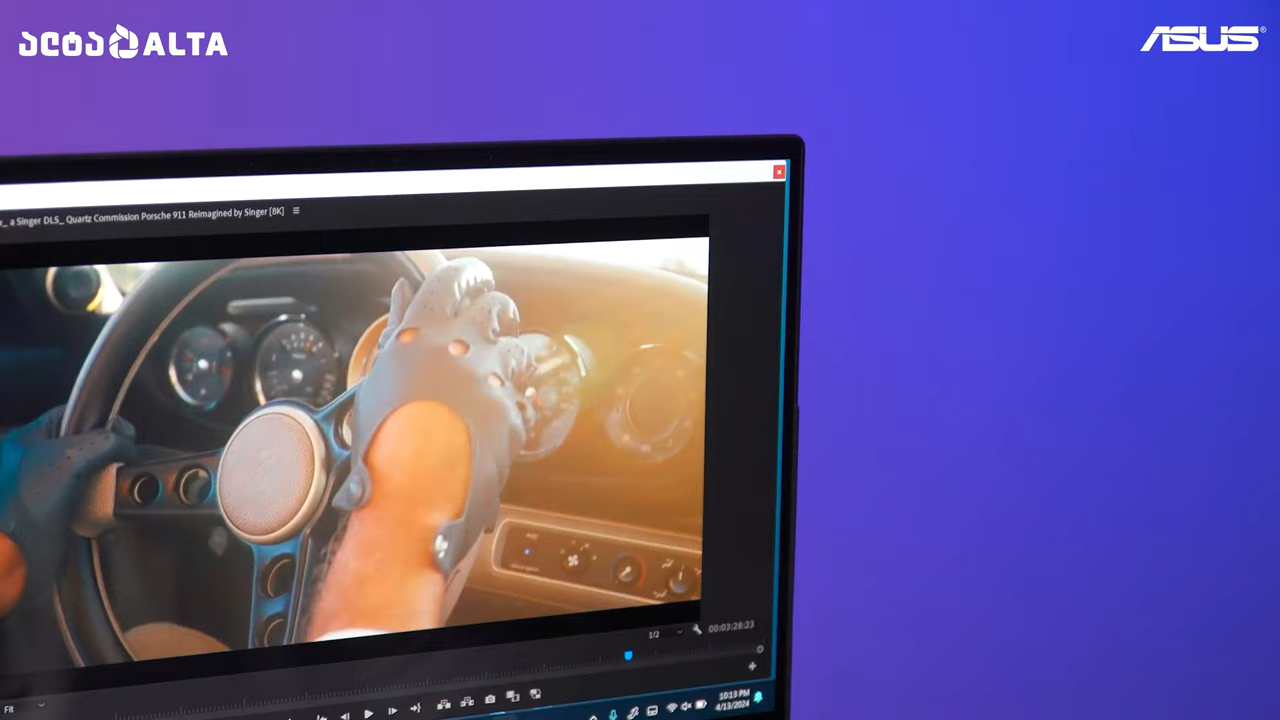 ალტა ALTA
ASUS®
a Singer DLS_ Quartz Commission Porsche 911 Reimagined by Singer [8K]
1/2
00:03:28:23
Fit
10:13 PM
4/13/2024